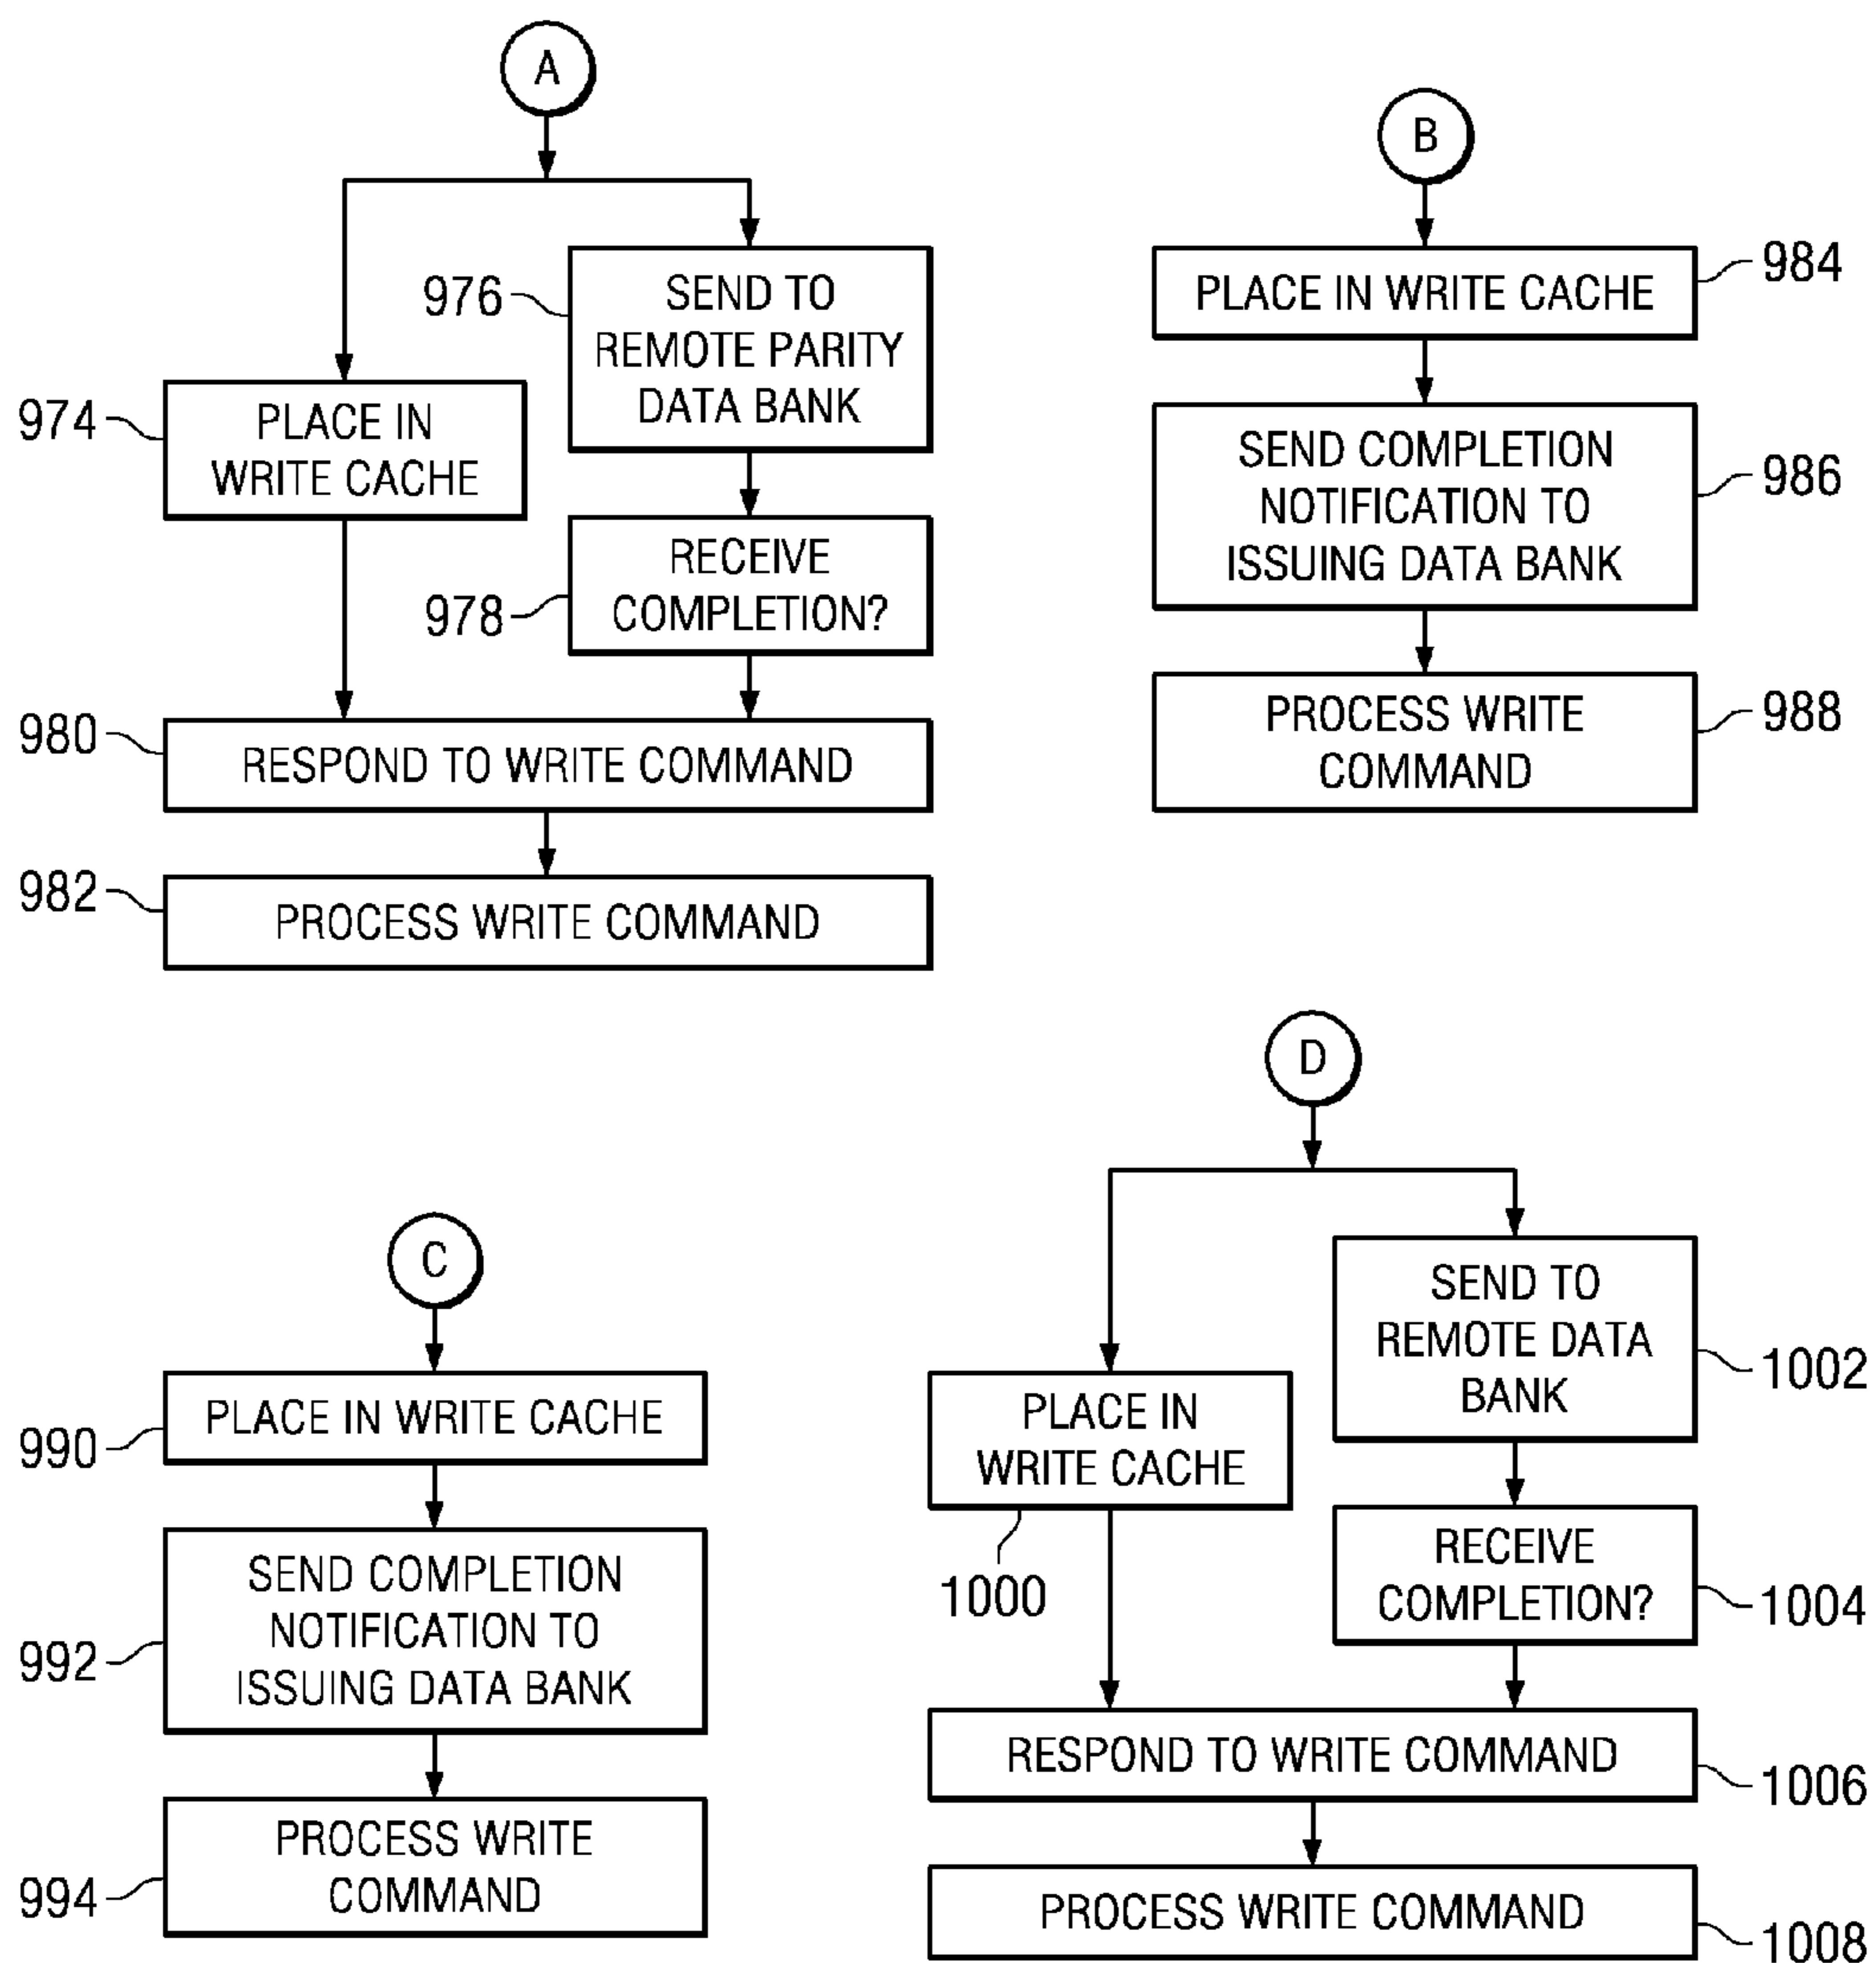 A
976
SEND TO
REMOTE PARITY
DATA BANK
974
PLACE IN
WRITE CACHE
978
RECEIVE
COMPLETION?
980
RESPOND TO WRITE COMMAND
982
PROCESS WRITE COMMAND
B
PLACE IN WRITE CACHE
984
SEND COMPLETION
NOTIFICATION TO
ISSUING DATA BANK
986
PROCESS WRITE
COMMAND
988
C
990
PLACE IN WRITE CACHE
992
SEND COMPLETION
NOTIFICATION TO
ISSUING DATA BANK
994
PROCESS WRITE
COMMAND
D
SEND TO
REMOTE DATA
BANK
1002
PLACE IN
WRITE CACHE
1000
RECEIVE
COMPLETION?
1004
RESPOND TO WRITE COMMAND
1006
PROCESS WRITE COMMAND
1008